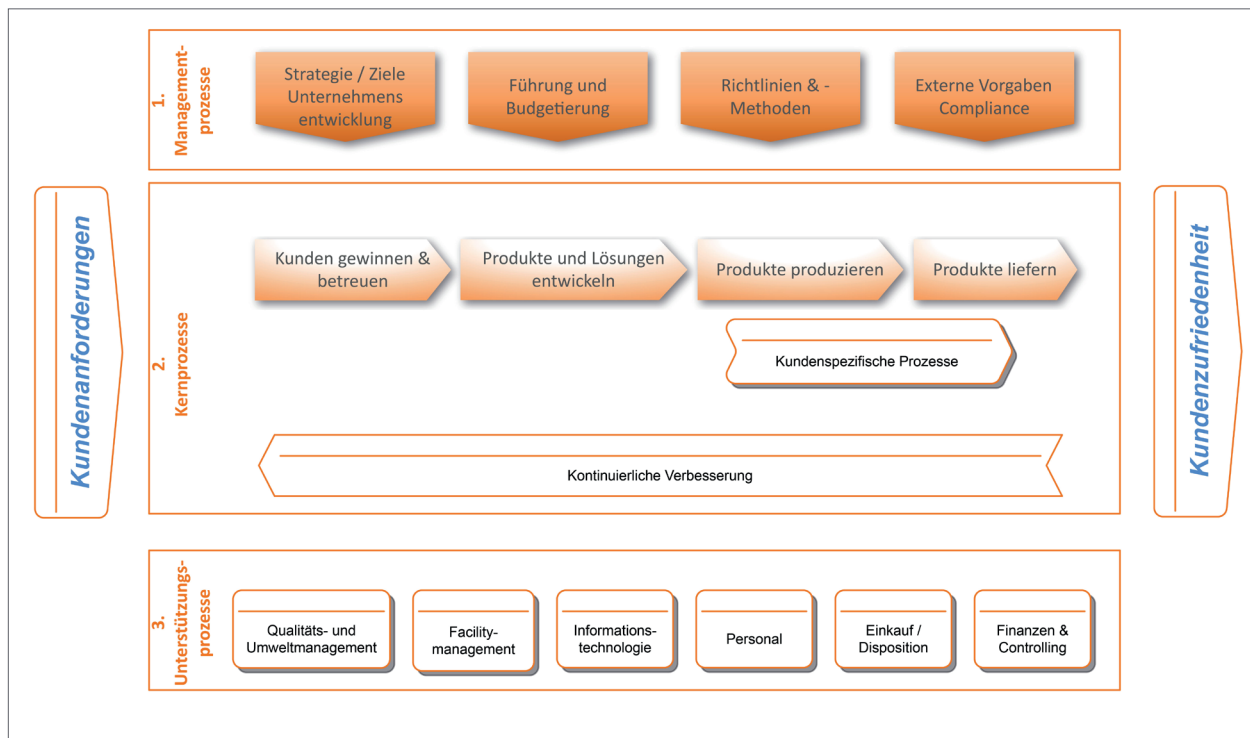 Kundenanforderungen
1.
Management-
prozesse
Strategie / Ziele
Unternehmens
entwicklung
Führung und
Budgetierung
Richtlinien & -
Methoden
Externe Vorgaben
Compliance
2.
Kernprozesse
Kunden gewinnen &
betreuen
Produkte und Lösungen
entwickeln
Produkte produzieren
Produkte liefern
Kundenspezifische Prozesse
Kontinuierliche Verbesserung
3.
Unterstützungs-
prozesse
Qualitäts- und
Umweltmanagement
Facility-
management
Informations-
technologie
Personal
Einkauf /
Disposition
Finanzen &
Controlling
Kundenzufriedenheit